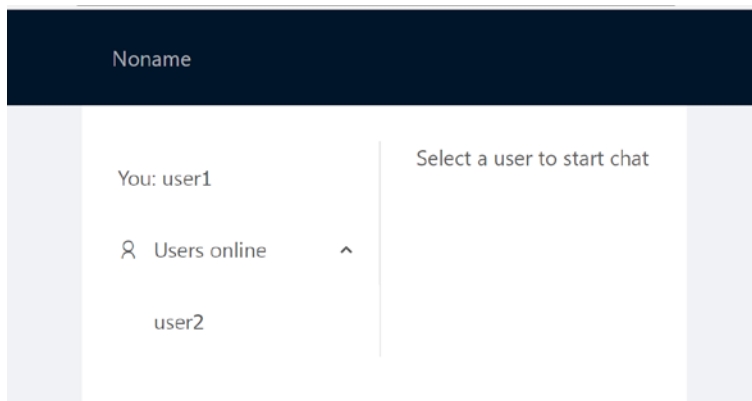 Noname
You: user1
Users online
user2
Select a user to start chat